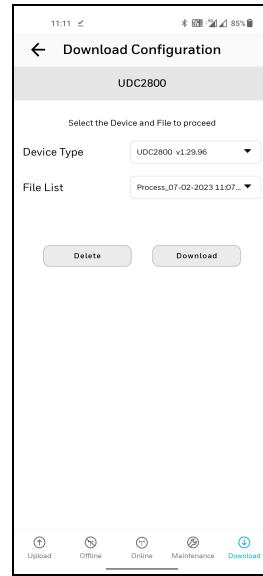 11:11
85%
Download Configuration
UDC2800
Select the Device and File to proceed
Device Type
UDC2800 v1.29.96
File List
Process_07-02-2023 11:07...
Delete
Download
Upload
Offline
Online
Maintenance
Download